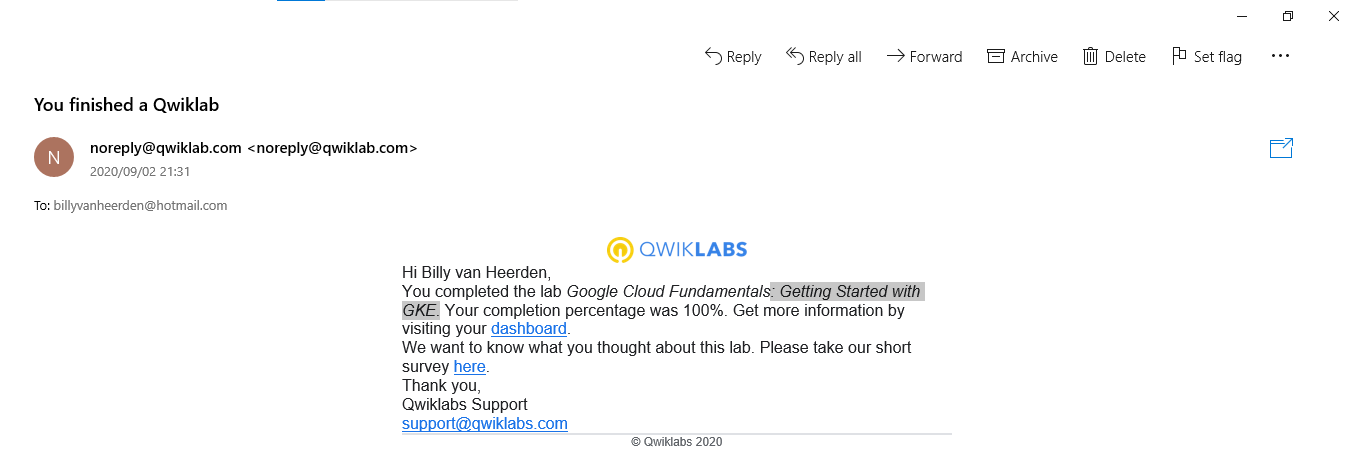 Reply
Reply all
Forward
Archive
Delete
Set flag
You finished a Qwiklab
N
noreply@qwiklab.com <noreply@qwiklab.com>
2020/09/02 21:31
To: billyvanheerden@hotmail.com
QWIKLABS
Hi Billy van Heerden,
You completed the lab Google Cloud Fundamentals: Getting Started with
GKE. Your completion percentage was 100%. Get more information by
visiting your dashboard.
We want to know what you thought about this lab. Please take our short
survey here.
Thank you,
Qwiklabs Support
support@qwiklabs.com
© Qwiklabs 2020